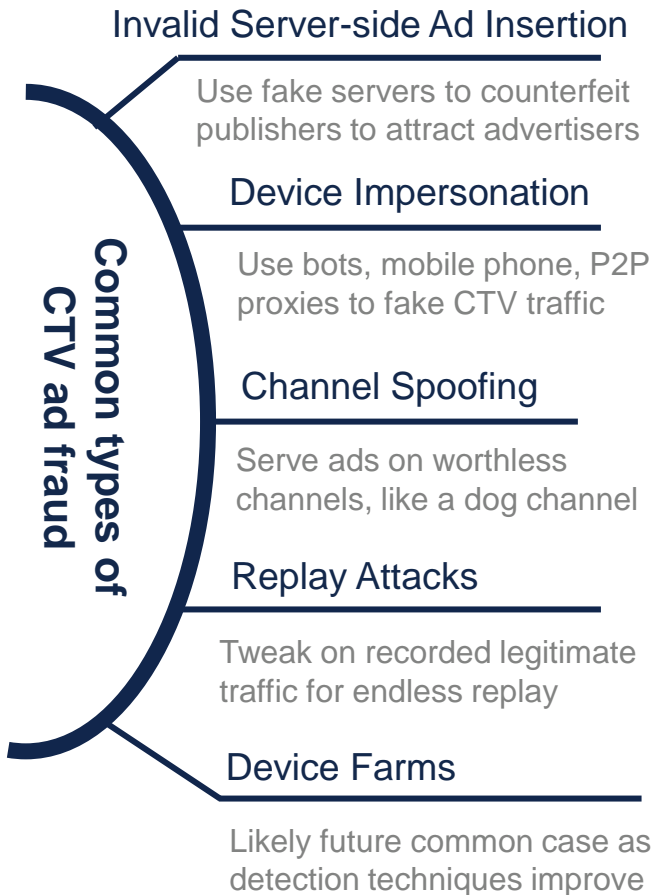 Invalid Server-side Ad Insertion
Use fake servers to counterfeit
publishers to attract advertisers
Device Impersonation
Use bots, mobile phone, P2P
proxies to fake CTV traffic
Common types of
CTV ad fraud
Channel Spoofing
Serve ads on worthless
channels, like a dog channel
Replay Attacks
Tweak on recorded legitimate
traffic for endless replay
Device Farms
Likely future common case as
detection techniques improve